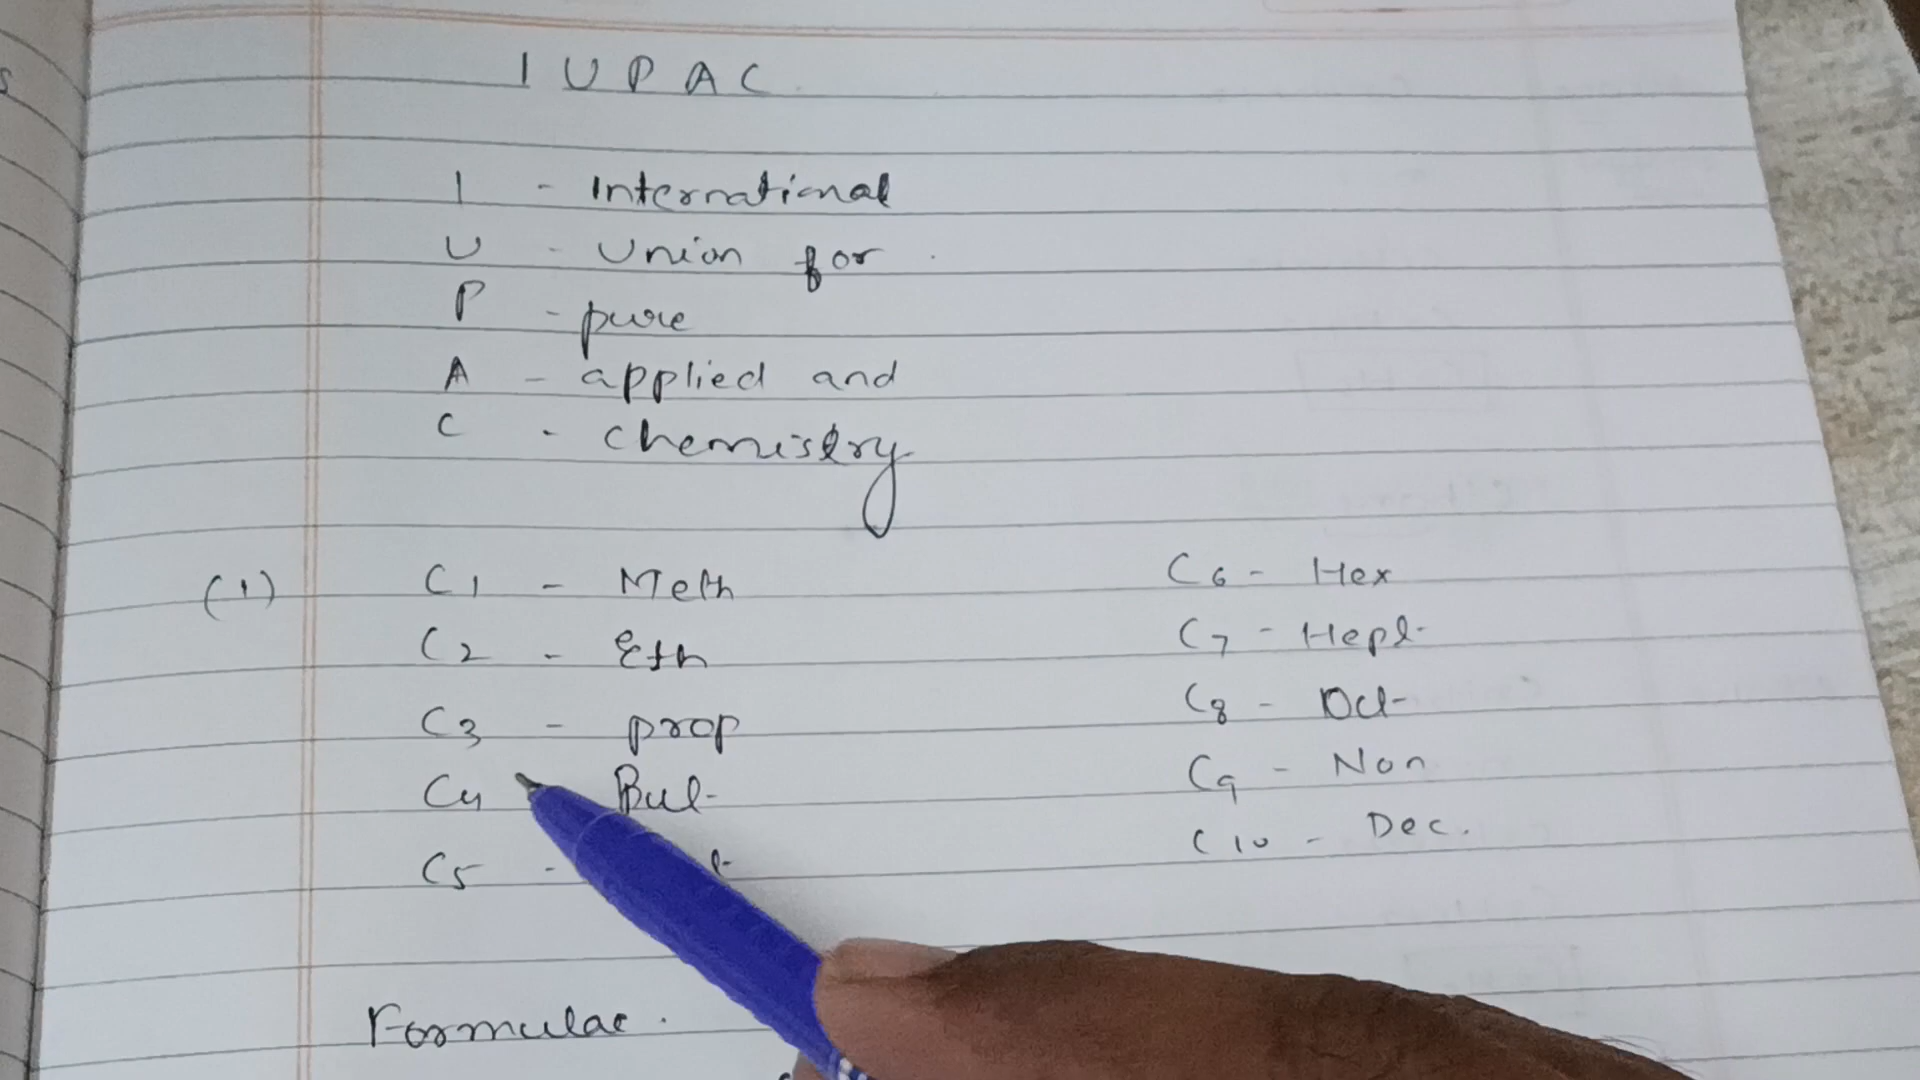 IUPAC.
I - International
U - Union for
P - pure
A - applied and
C - chemistry
(1) C1 - Meth
C2 - Eth
C3 - prop
C4 But
C5 -
C6 - Hex
C7 - Hept
C8 - Oct
C9 - Non
C10 - Dec.
Formulae.